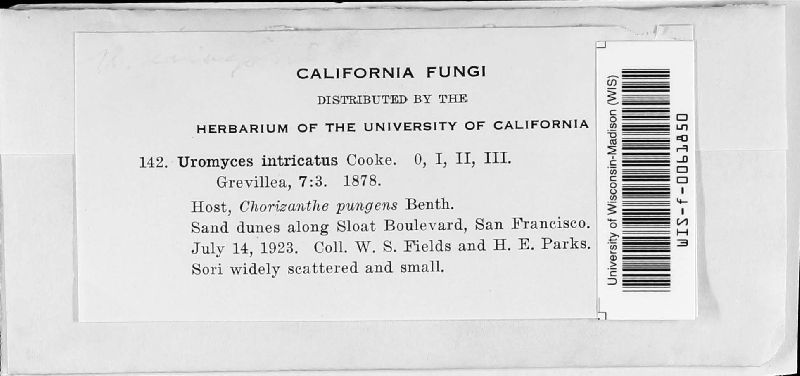 CALIFORNIA FUNGI
DISTRIBUTED BY THE
HERBARIUM OF THE UNIVERSITY OF CALIFORNIA
142. Uromyces intricatus Cooke. 0, I, II, III.
Grevillea, 7:3. 1878.
Host, Chorizanthe pungens Benth.
Sand dunes along Sloat Boulevard, San Francisco.
July 14, 1923. Coll. W. S. Fields and H. E. Parks.
Sori widely scattered and small.
University of Wisconsin-Madison (WIS)
WIS-f-0061850